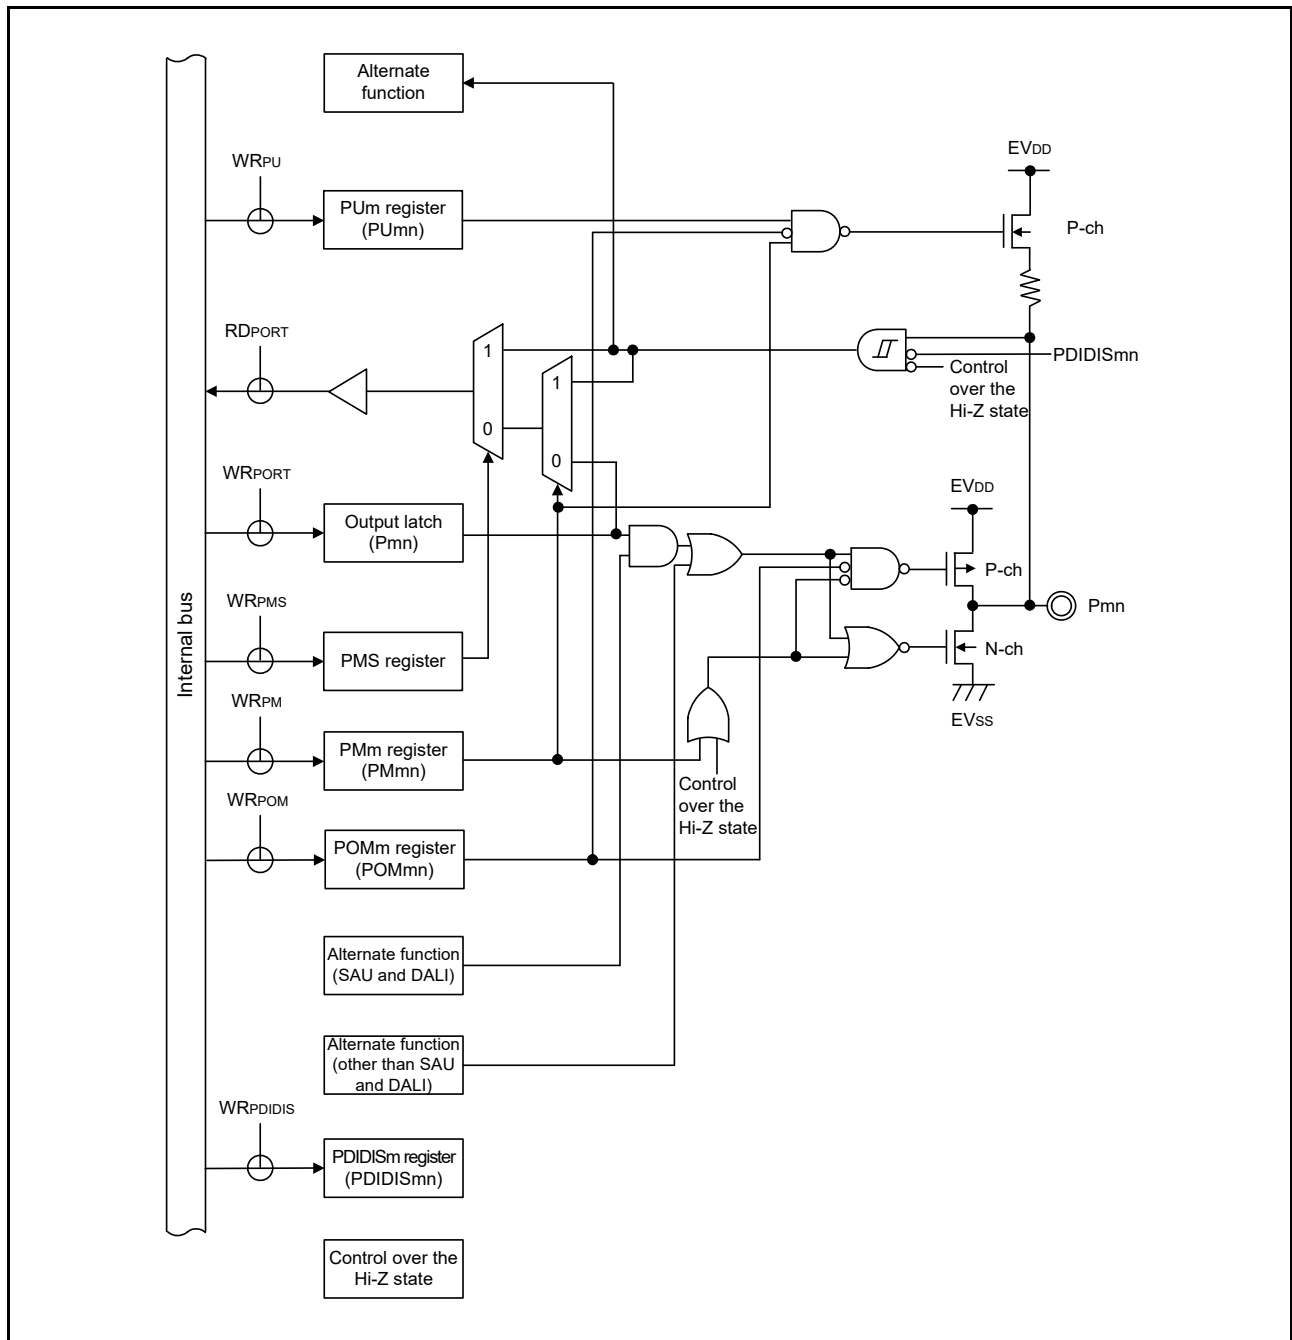 Alternate
function
WRPU
EVDD
PUm register
(PUmn)
P-ch
RDPORT
1
PDIDISmn
Control
over the
Hi-Z state
1
0
0
WRPORT
EVDD
Output latch
(Pmn)
P-ch
WRPMS
Pmn
Internal bus
PMS register
N-ch
WRPM
EVSS
PMm register
(PMmn)
Control
over the
Hi-Z state
WRPOM
POMm register
(POMmn)
Alternate function
(SAU and DALI)
Alternate function
(other than SAU
and DALI)
WRPDIDIS
PDIDISm register
(PDIDISmn)
Control over the
Hi-Z state